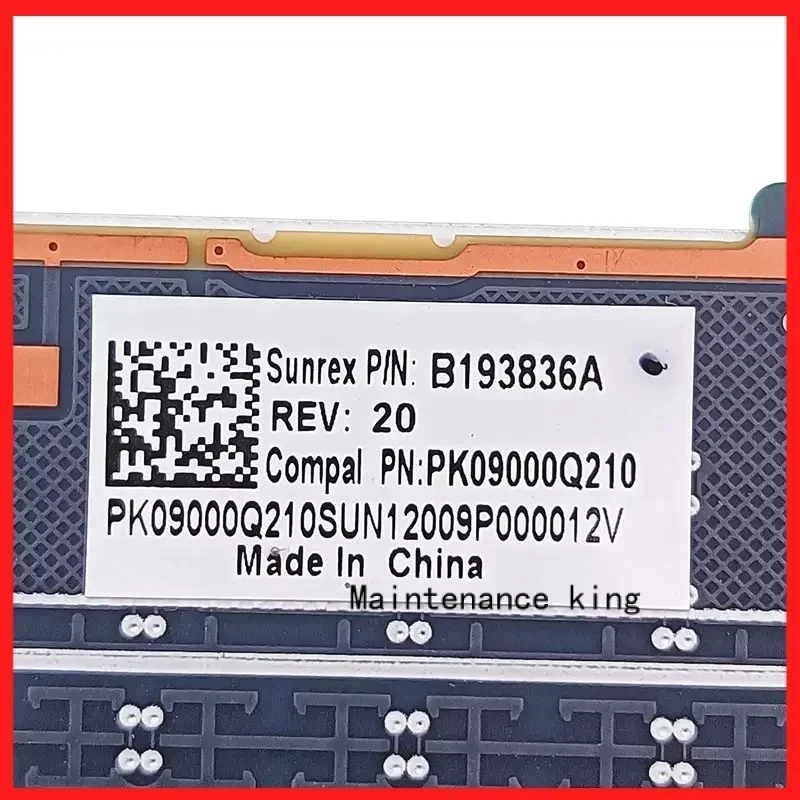 Sunrex P/N: B193836A
REV: 20
Compal PN:PK09000Q210
PK09000Q210SUN12009P000012V
Made In China
Maintenance king